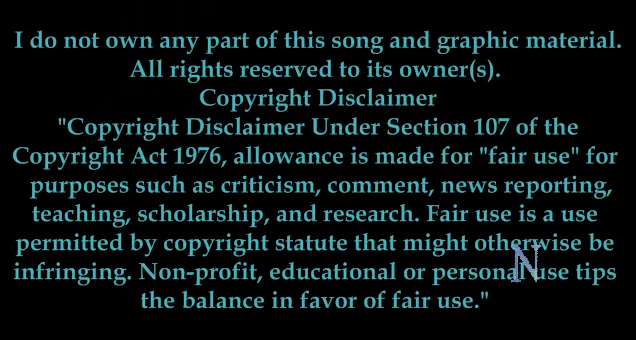 I do not own any part of this song and graphic material.
All rights reserved to its owner(s).
Copyright Disclaimer
"Copyright Disclaimer Under Section 107 of the
Copyright Act 1976, allowance is made for "fair use" for
purposes such as criticism, comment, news reporting,
teaching, scholarship, and research. Fair use is a use
permitted by copyright statute that might otherwise be
infringing. Non-profit, educational or personal use tips
the balance in favor of fair use."
N